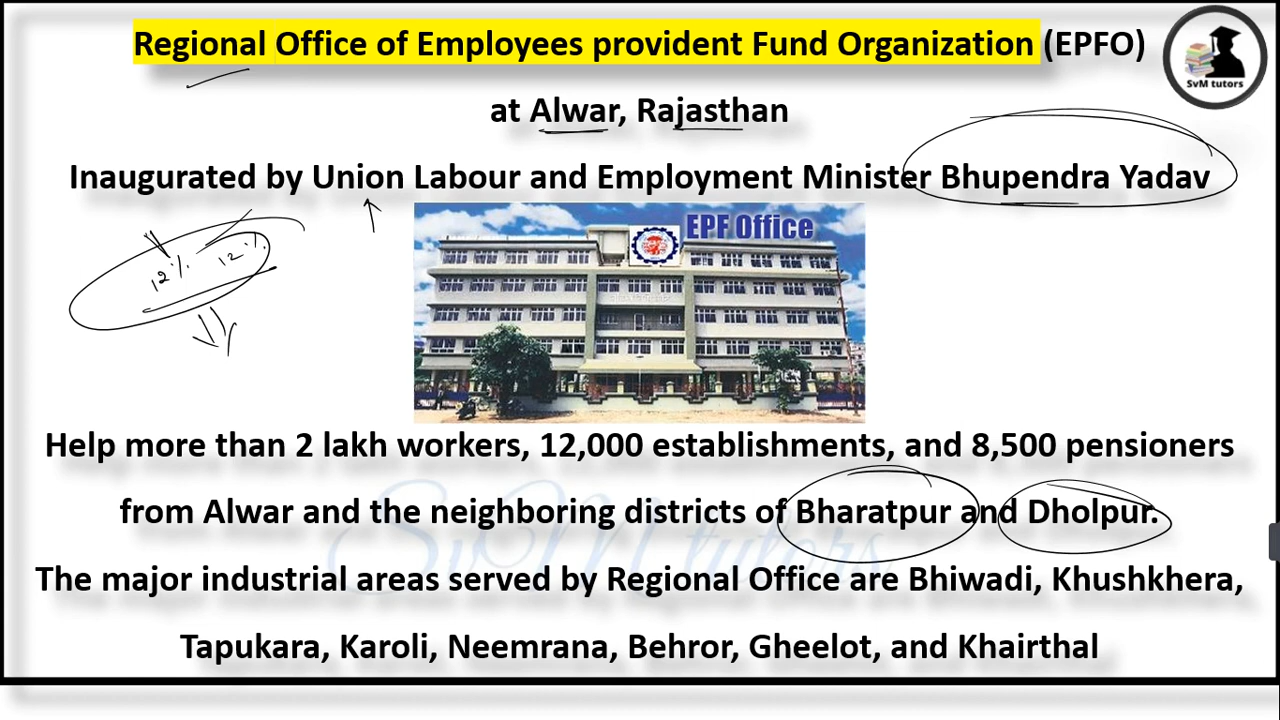 Regional Office of Employees provident Fund Organization (EPFO)
SvM tutors
at Alwar, Rajasthan
Inaugurated by Union Labour and Employment Minister Bhupendra Yadav
EPF Office
12% 12%
Help more than 2 lakh workers, 12,000 establishments, and 8,500 pensioners
from Alwar and the neighboring districts of Bharatpur and Dholpur.
SvM tutors
The major industrial areas served by Regional Office are Bhiwadi, Khushkhera,
Tapukara, Karoli, Neemrana, Behror, Gheelot, and Khairthal